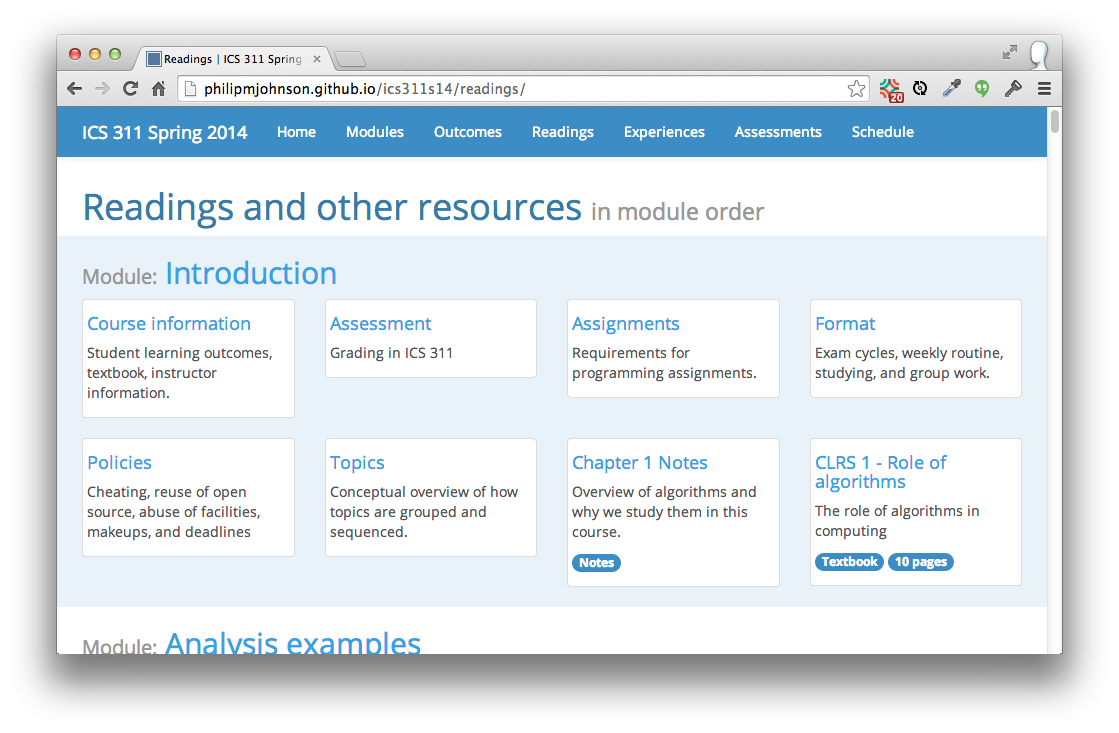 Readings | ICS 311 Spring
philipmjohnson.github.io/ics311s14/readings/
20
ICS 311 Spring 2014 Home Modules Outcomes Readings Experiences Assessments Schedule
Readings and other resources in module order
Module: Introduction
Course information
Student learning outcomes,
textbook, instructor
information.
Assessment
Grading in ICS 311
Assignments
Requirements for
programming assignments.
Format
Exam cycles, weekly routine,
studying, and group work.
Policies
Cheating, reuse of open
source, abuse of facilities,
makeups, and deadlines
Topics
Conceptual overview of how
topics are grouped and
sequenced.
Chapter 1 Notes
Overview of algorithms and
why we study them in this
course.
Notes
CLRS 1 - Role of
algorithms
The role of algorithms in
computing
Textbook 10 pages
Module: Analysis examples